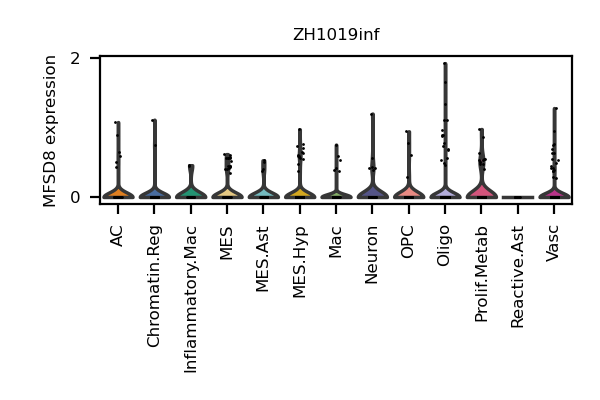 ZH1019inf
MFSD8 expression
2
0
AC
Chromatin.Reg
Inflammatory.Mac
MES
MES.Ast
MES.Hyp
Mac
Neuron
OPC
Oligo
Prolif.Metab
Reactive.Ast
Vasc